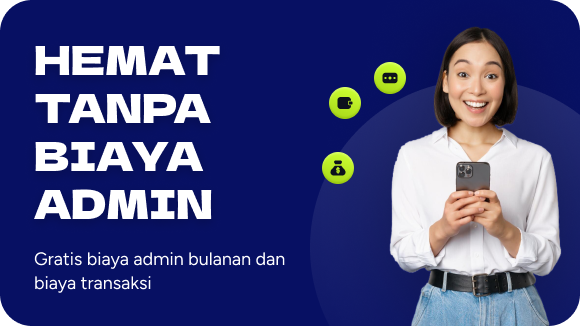 HEMAT
TANPA
BIAYA
ADMIN
Gratis biaya admin bulanan dan
biaya transaksi